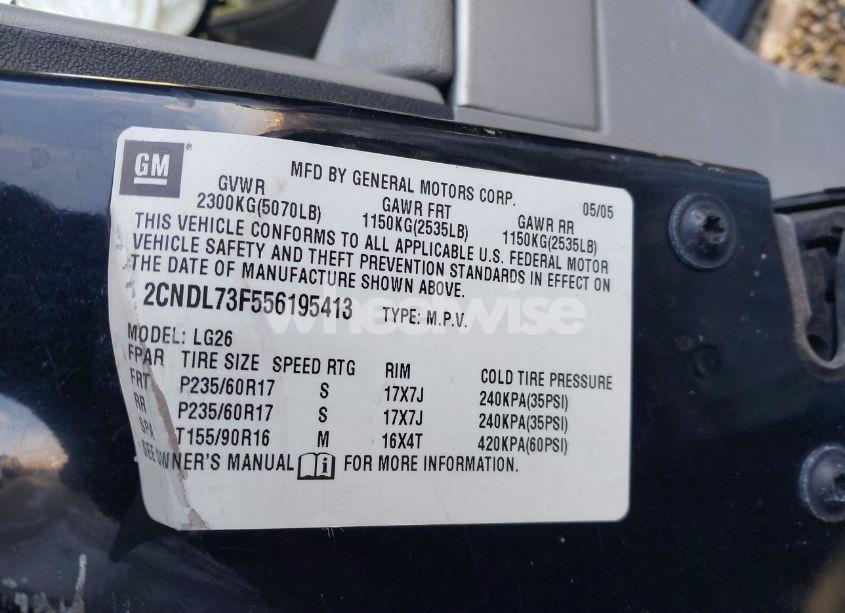 GM
MFD BY GENERAL MOTORS CORP. 05/05
GVWR GAWR FRT GAWR RR
2300KG(5070LB) 1150KG(2535LB) 1150KG(2535LB)
THIS VEHICLE CONFORMS TO ALL APPLICABLE U.S. FEDERAL MOTOR
VEHICLE SAFETY AND THEFT PREVENTION STANDARDS IN EFFECT ON
THE DATE OF MANUFACTURE SHOWN ABOVE.
2CNDL73F556195413 TYPE: M.P.V.
MODEL: LG26
FPAR TIRE SIZE SPEED RTG RIM COLD TIRE PRESSURE
FRT P235/60R17 S 17X7J 240KPA(35PSI)
RR P235/60R17 S 17X7J 240KPA(35PSI)
SPA T155/90R16 M 16X4T 420KPA(60PSI)
SEE OWNER'S MANUAL i FOR MORE INFORMATION.
wheelwise